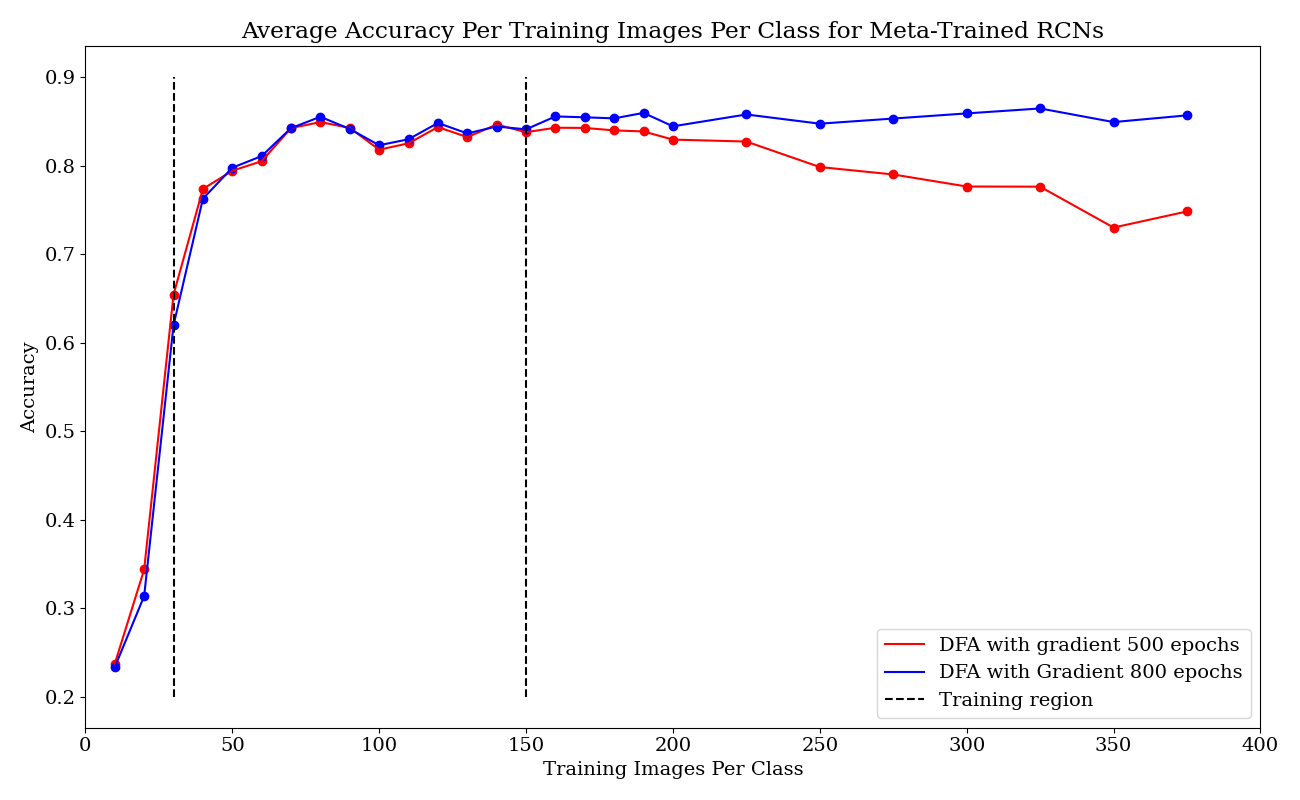 Average Accuracy Per Training Images Per Class for Meta-Trained RCNs
0.9
0.8
0.7
0.6
0.5
0.4
0.3
0.2
Accuracy
0 50 100 150 200 250 300 350 400
Training Images Per Class
DFA with gradient 500 epochs
DFA with Gradient 800 epochs
Training region